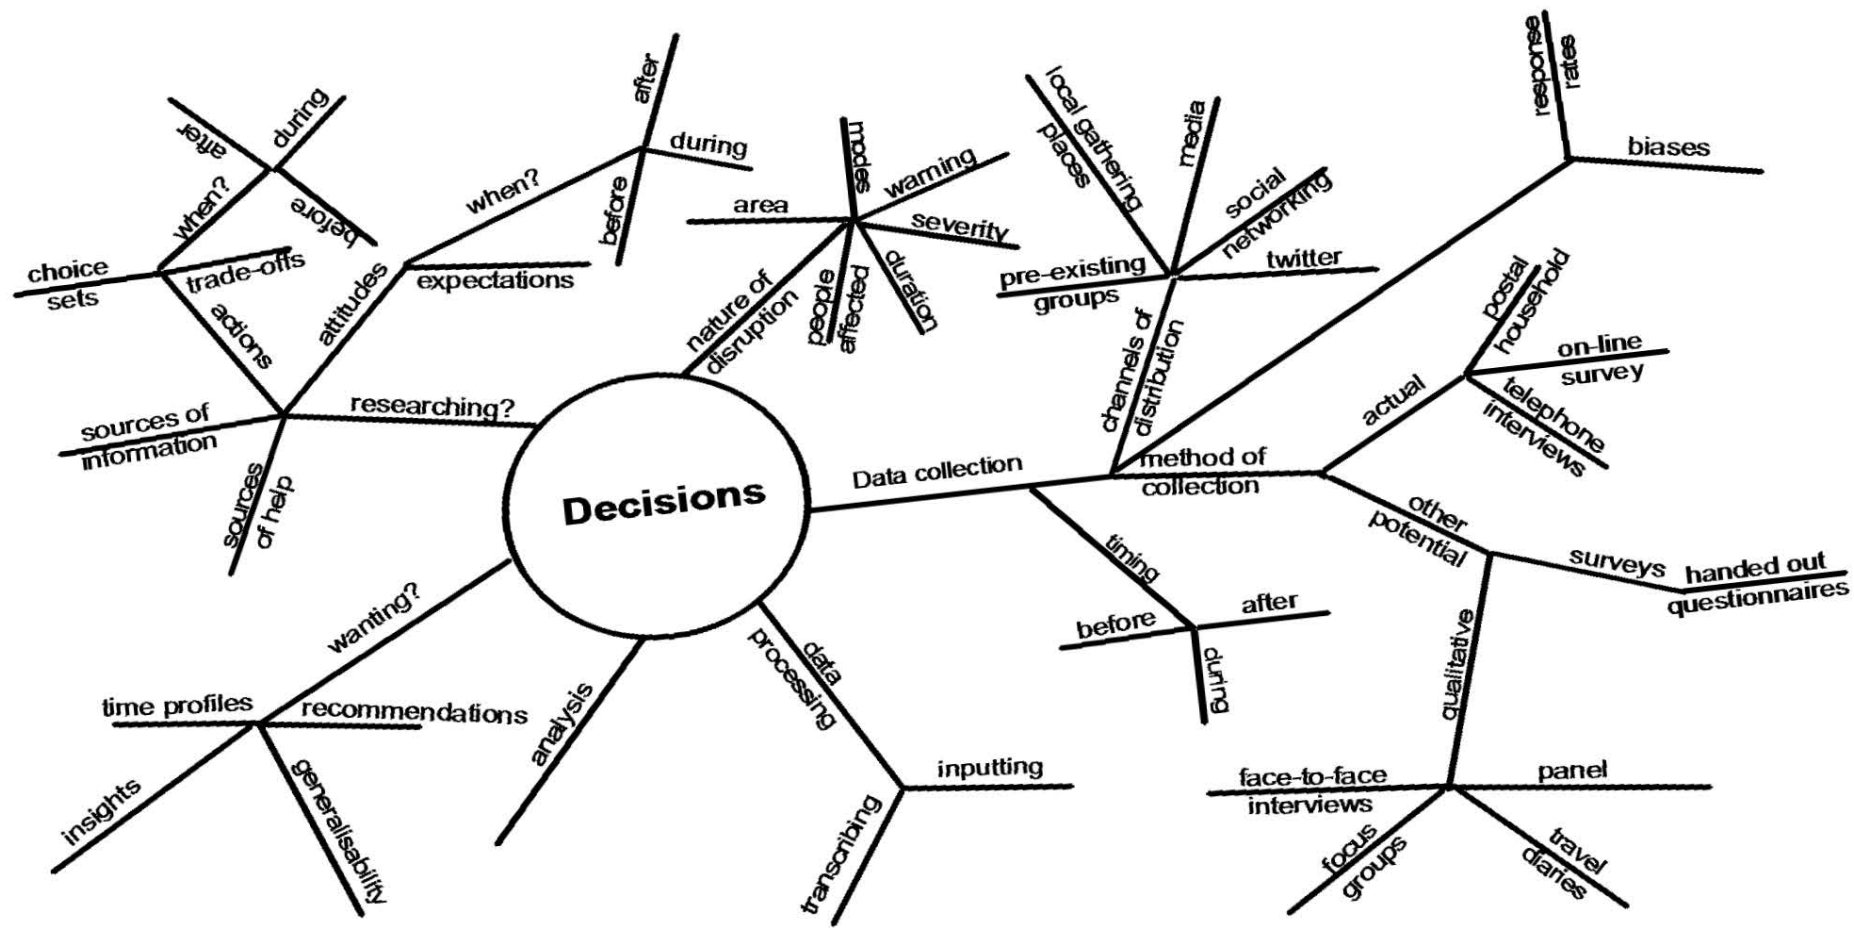 Decisions
researching?
sources of
information
sources
of help
actions
choice
sets
trade-offs
when?
after
during
before
attitudes
expectations
when?
after
during
before
nature of
disruption
area
modes
warning
severity
duration
people
affected
Data collection
channels of
distribution
pre-existing
groups
local gathering
places
media
social
networking
twitter
response
rates
biases
method of
collection
actual
postal
household
on-line
survey
telephone
interviews
other
potential
surveys
handed out
questionnaires
qualitative
face-to-face
interviews
focus
groups
travel
diaries
panel
timing
before
after
during
data
processing
inputting
transcribing
analysis
wanting?
time profiles
recommendations
insights
generalisability